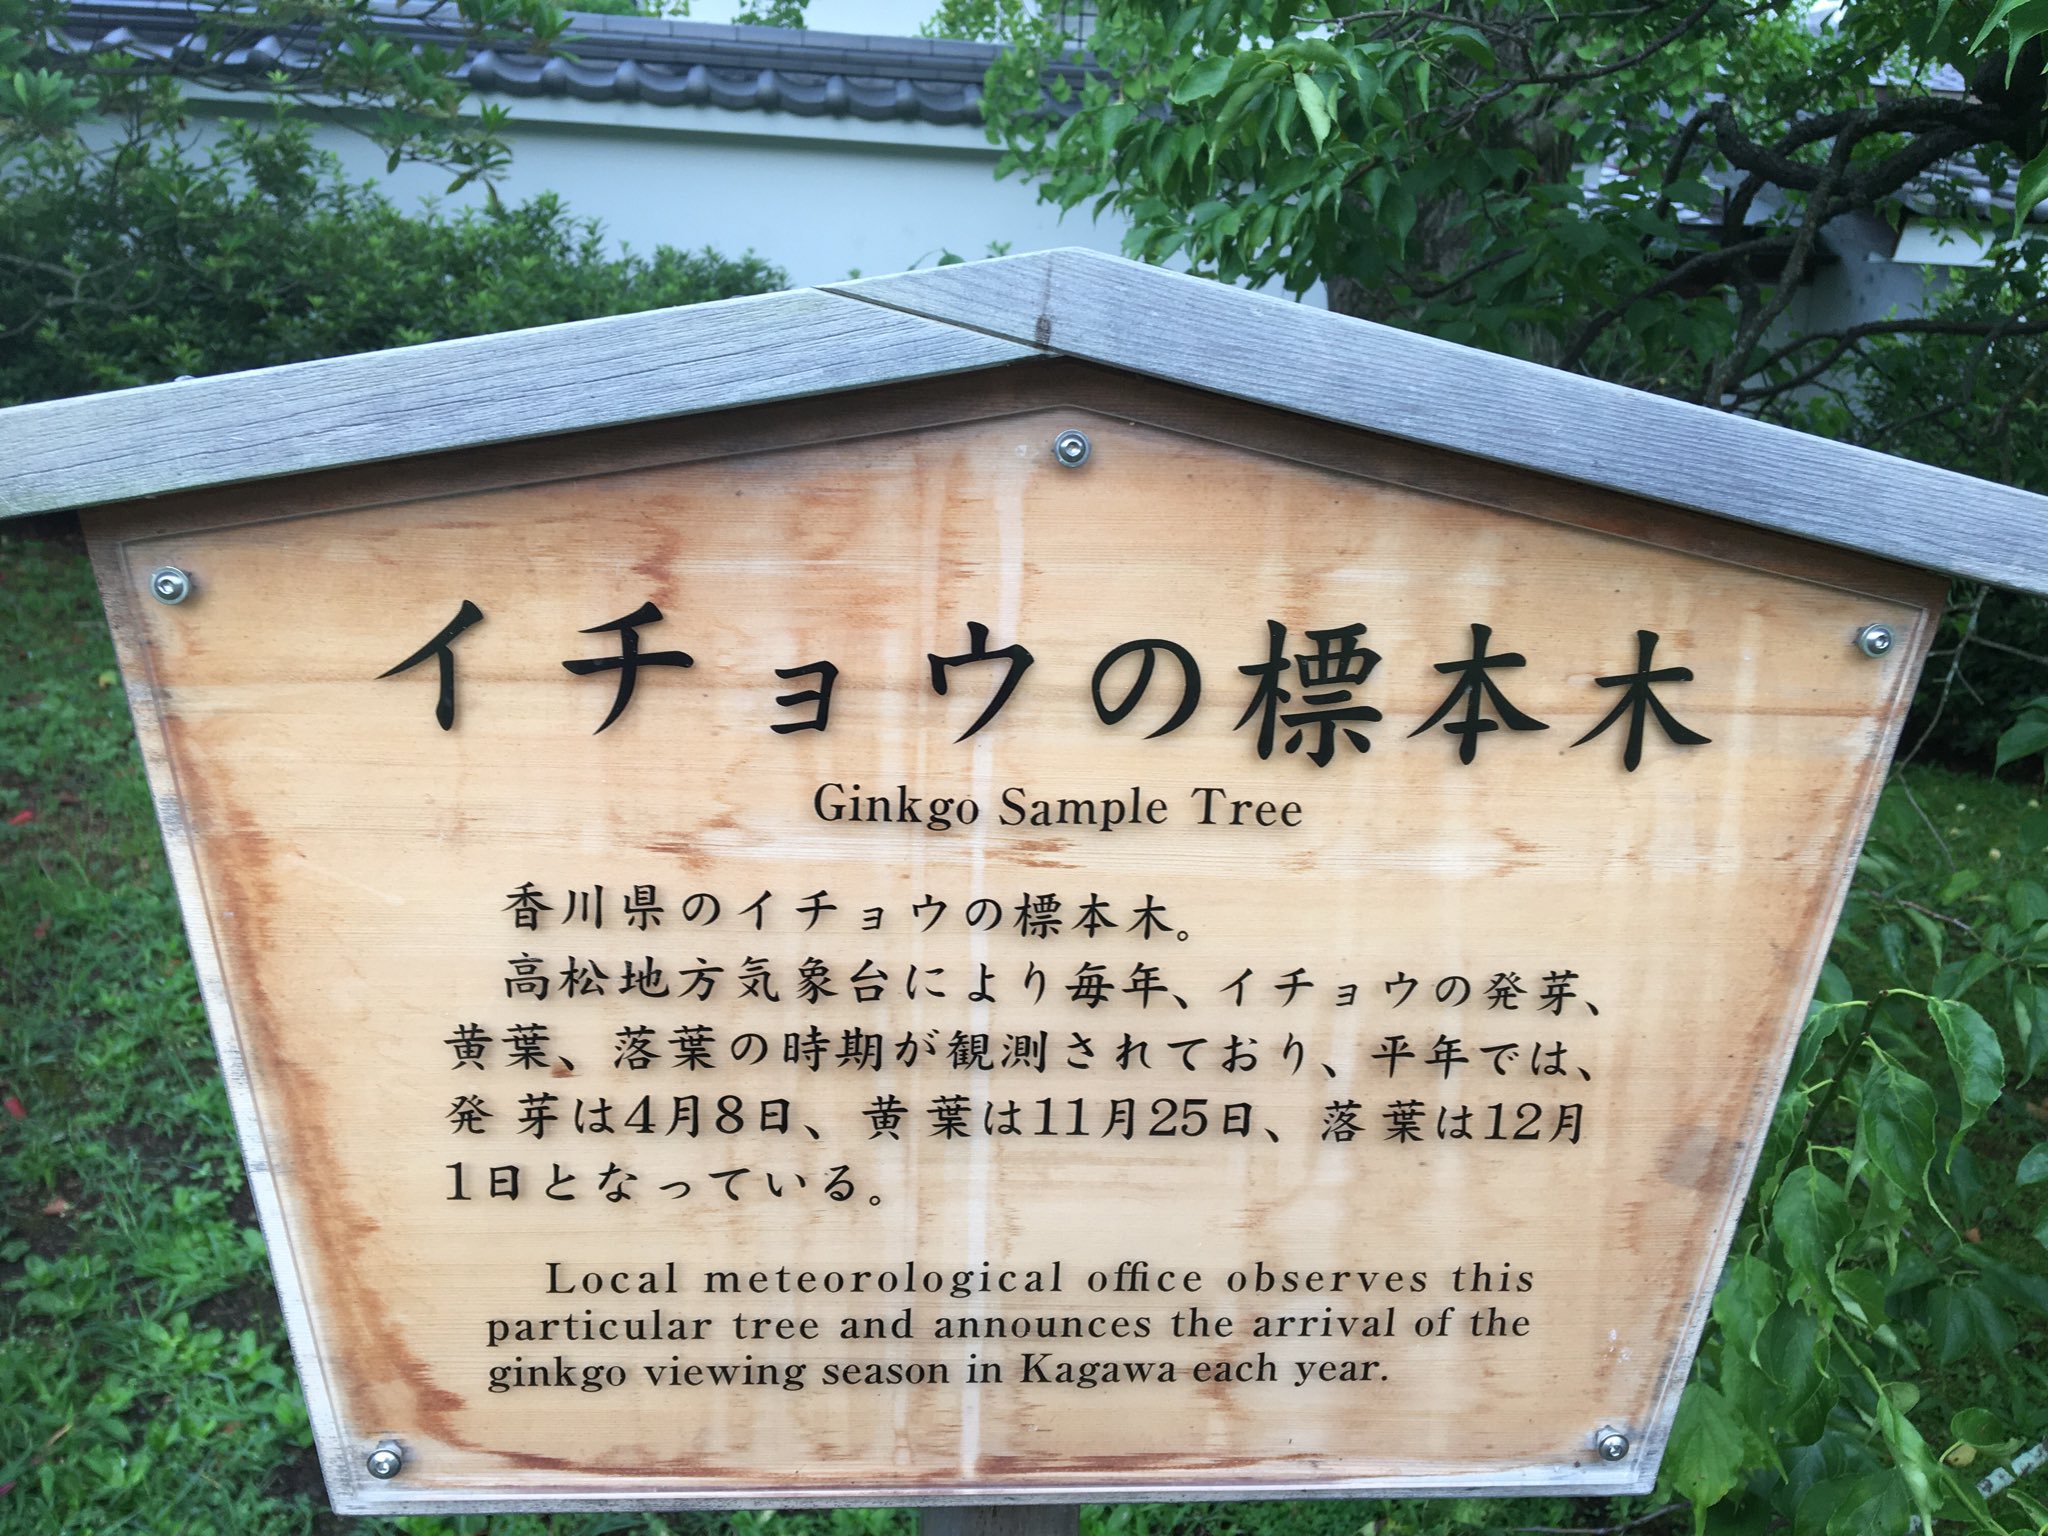 イチョウの標本木
Ginkgo Sample Tree
香川県のイチョウの標本木。
高松地方気象台により毎年、イチョウの発芽、
黄葉、落葉の時期が観測されており、平年では、
発芽は4月8日、黄葉は11月25日、落葉は12月
1日となっている。
Local meteorological office observes this
particular tree and announces the arrival of the
ginkgo viewing season in Kagawa each year.